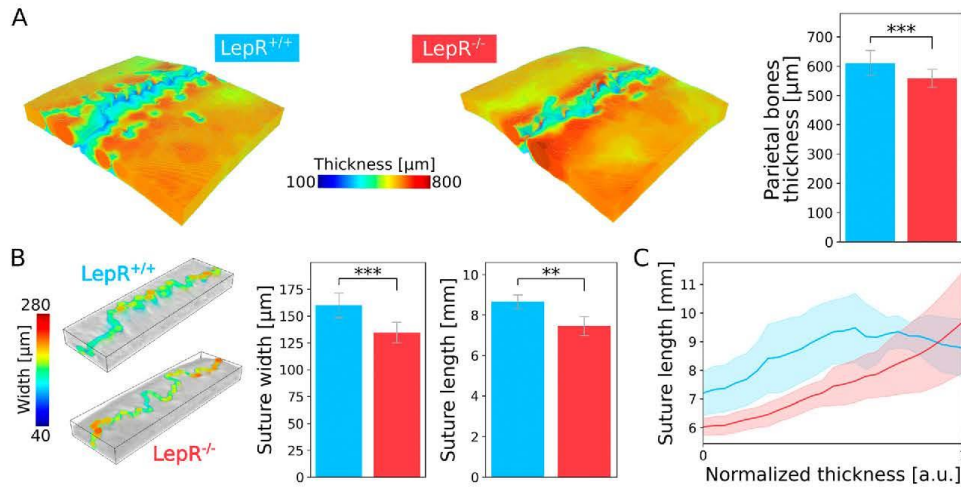 A
LepR+/+
LepR-/-
Thickness [µm]
100
800
Parietal bones
thickness [µm]
700
600
500
400
300
200
100
0
***
B
LepR+/+
280
Width [µm]
40
LepR-/-
Suture width [µm]
175
150
125
100
75
50
25
0
***
Suture length [mm]
8
6
4
2
0
**
C
Suture length [mm]
11
10
9
8
7
6
0
1
Normalized thickness [a.u.]